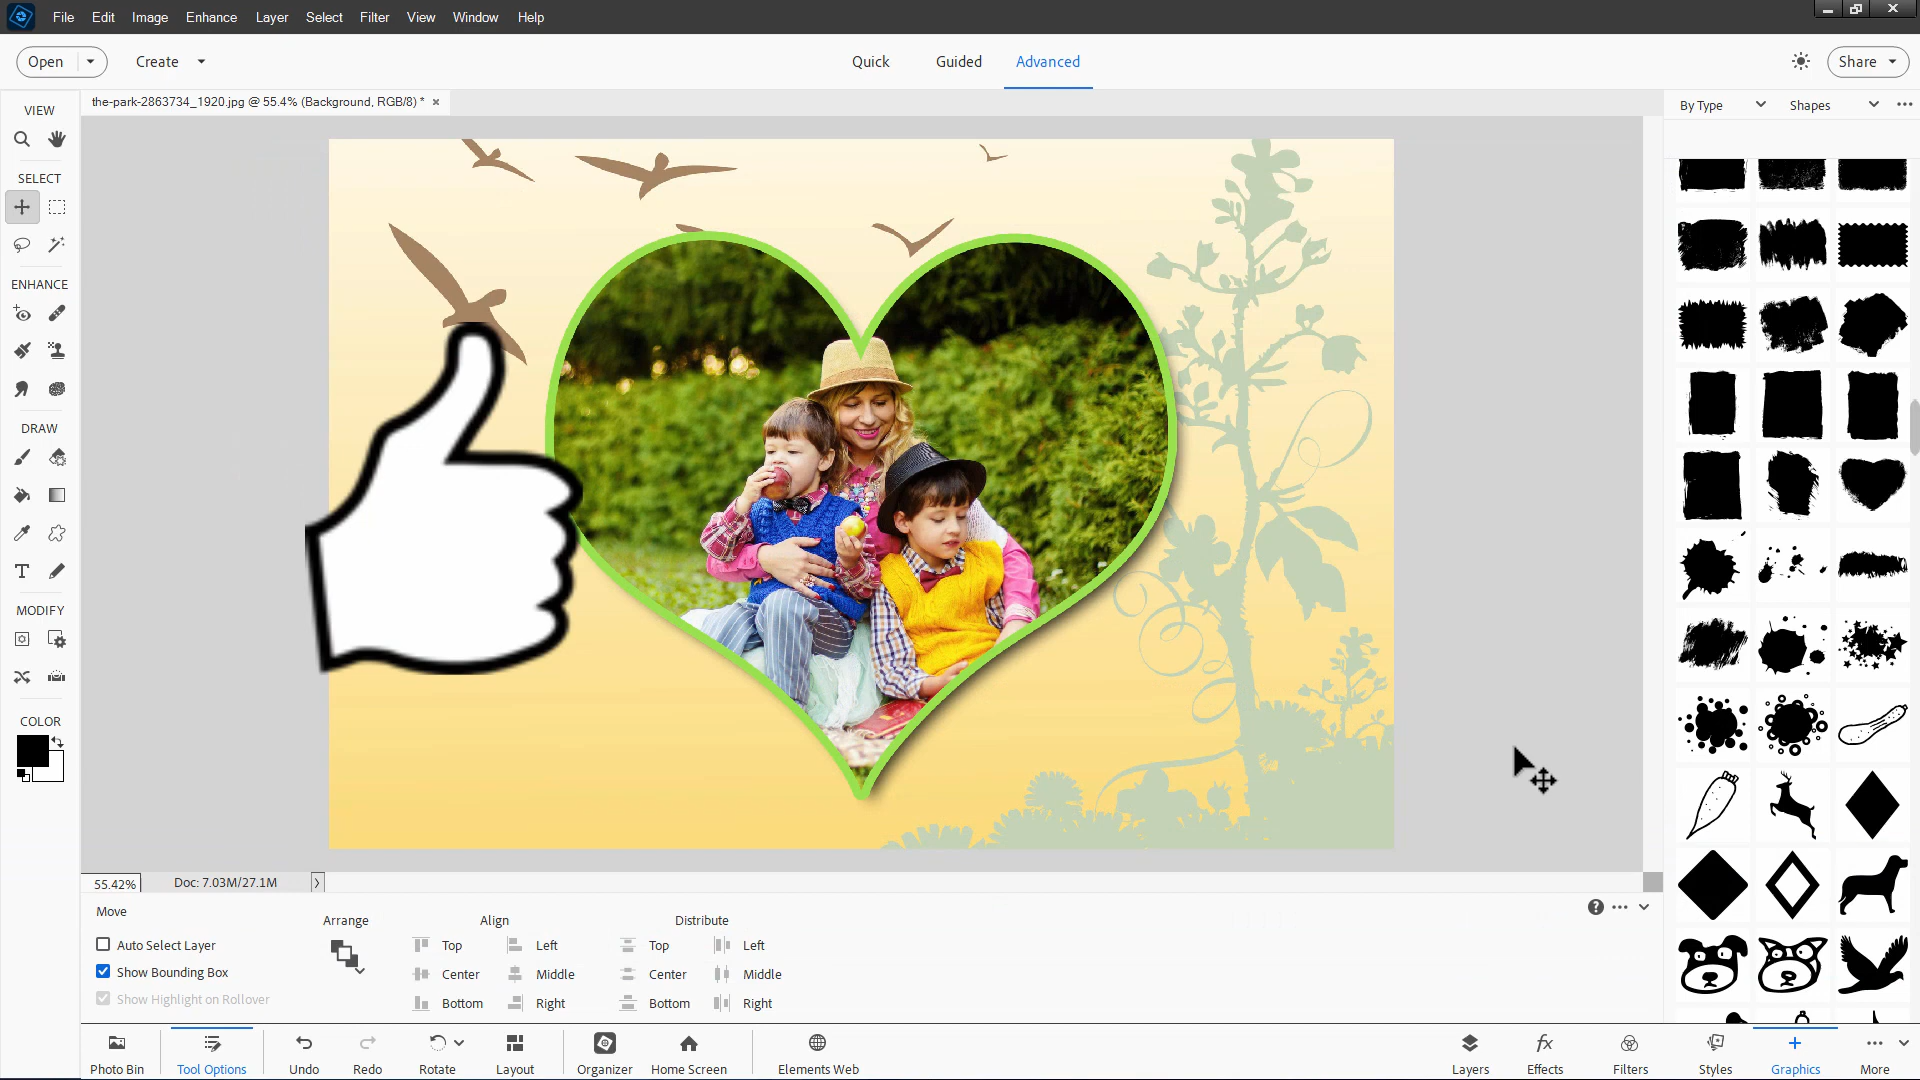 File Edit Image Enhance Layer Select Filter View Window Help
Open Create Quick Guided Advanced Share
VIEW the-park-2863734_1920.jpg @ 55.4% (Background, RGB/8) * × By Type Shapes
SELECT
ENHANCE
DRAW
MODIFY
COLOR
55.42% Doc: 7.03M/27.1M
Move
Arrange Align Distribute
Auto Select Layer Top Left Top Left
Show Bounding Box Center Middle Center Middle
Show Highlight on Rollover Bottom Right Bottom Right
Photo Bin Tool Options Undo Redo Rotate Layout Organizer Home Screen Elements Web Layers Effects Filters Styles Graphics More